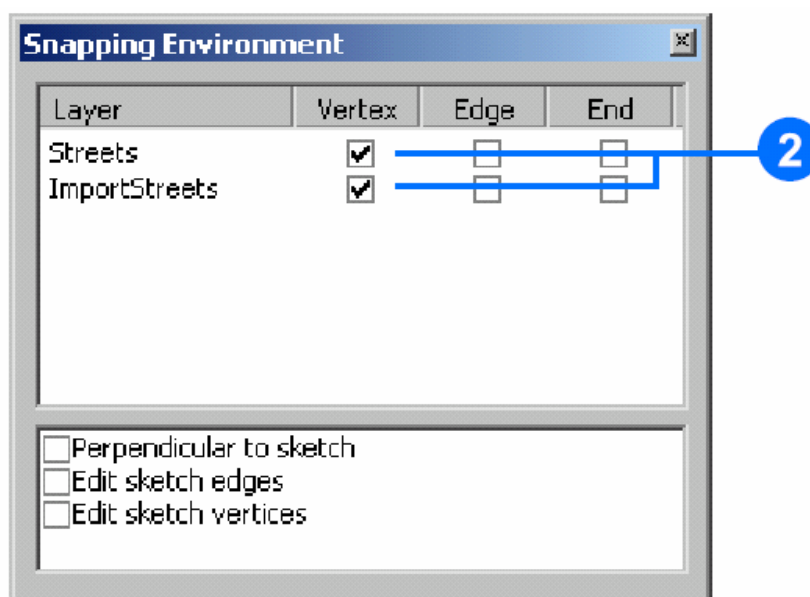 Snapping Environment
Layer Vertex Edge End
Streets
ImportStreets
2
Perpendicular to sketch
Edit sketch edges
Edit sketch vertices